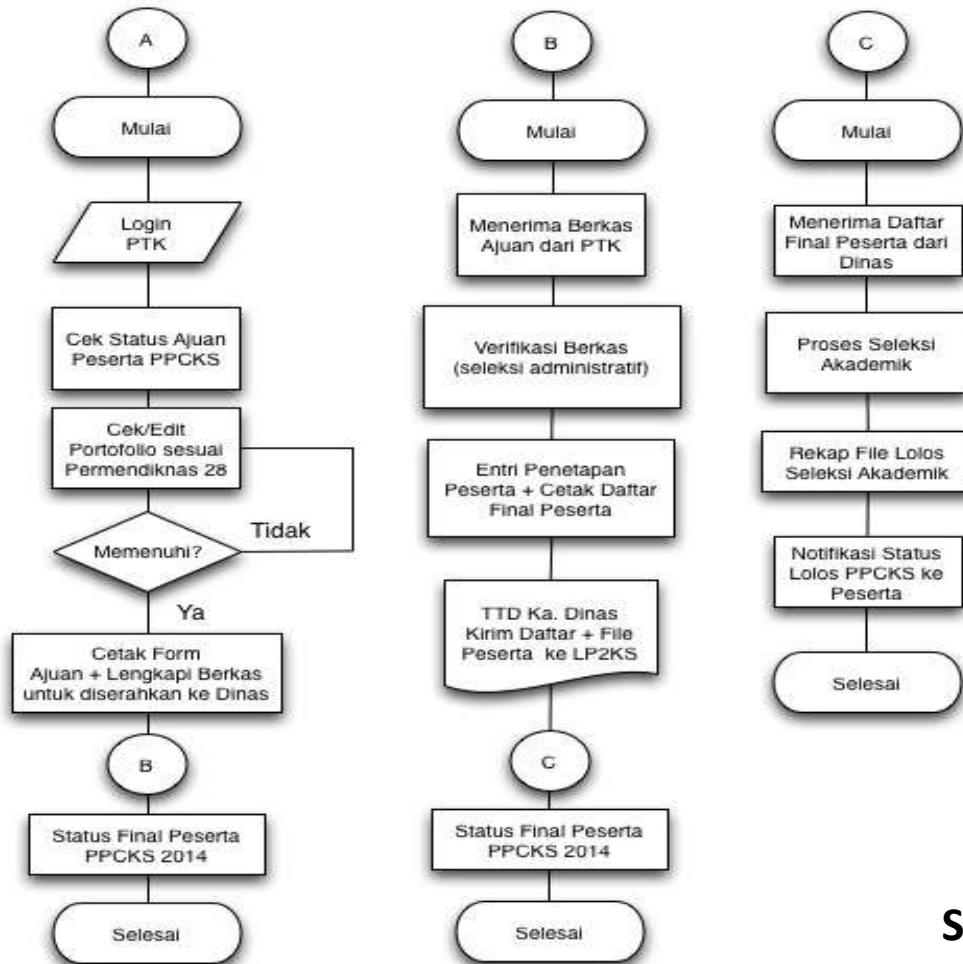 A
Mulai
Login
PTK
Cek Status Ajuan
Peserta PPCKS
Cek/Edit
Portofolio sesuai
Permendiknas 28
Memenuhi?
Tidak
Ya
Cetak Form
Ajuan + Lengkapi Berkas
untuk diserahkan ke Dinas
B
Status Final Peserta
PPCKS 2014
Selesai
B
Mulai
Menerima Berkas
Ajuan dari PTK
Verifikasi Berkas
(seleksi administratif)
Entri Penetapan
Peserta + Cetak Daftar
Final Peserta
TTD Ka. Dinas
Kirim Daftar + File
Peserta ke LP2KS
C
Status Final Peserta
PPCKS 2014
Selesai
C
Mulai
Menerima Daftar
Final Peserta dari
Dinas
Proses Seleksi
Akademik
Rekap File Lolos
Seleksi Akademik
Notifikasi Status
Lolos PPCKS ke
Peserta
Selesai
S